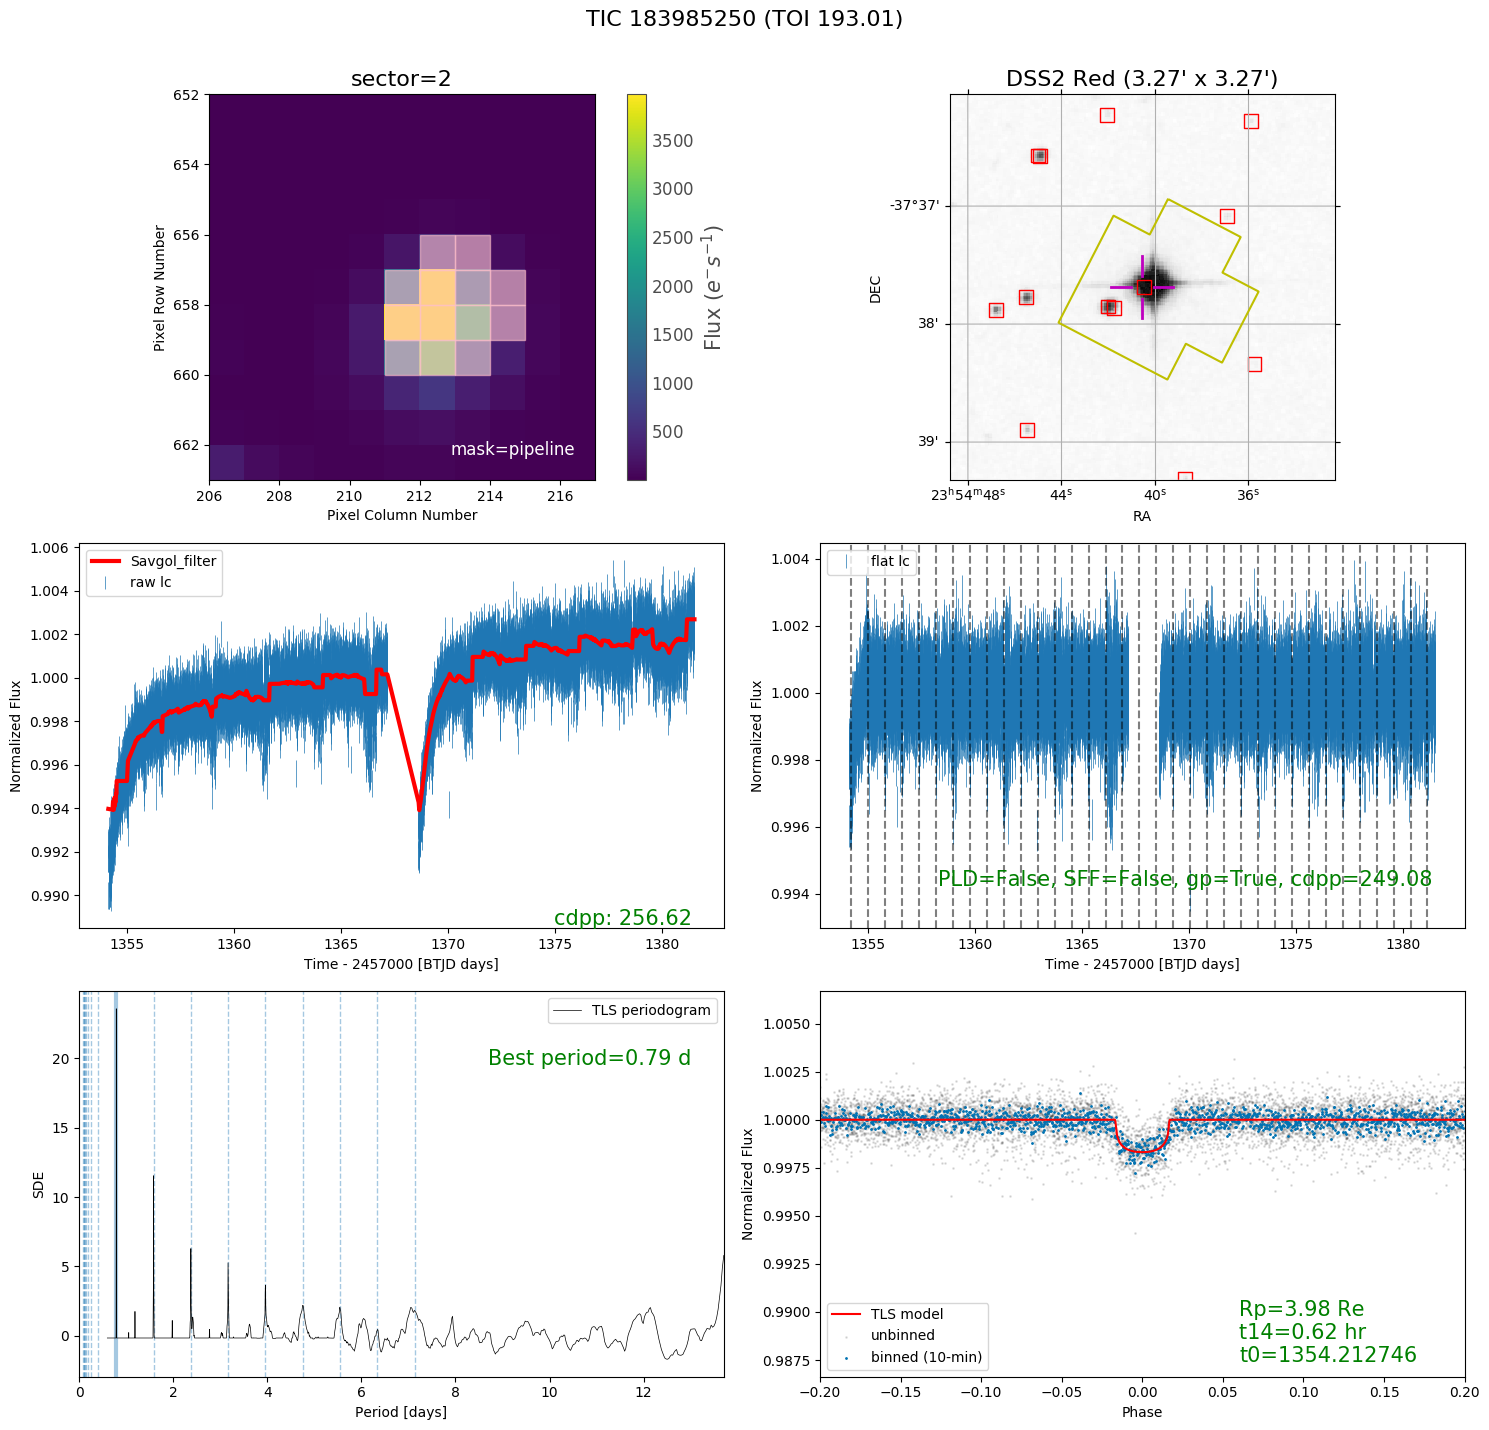 TIC 183985250 (TOI 193.01)
sector=2
652
654
656
658
660
662
Pixel Row Number
206 208 210 212 214 216
Pixel Column Number
mask=pipeline
3500
3000
2500
2000
1500
1000
500
Flux (e⁻s⁻¹)
DSS2 Red (3.27' x 3.27')
-37°37'
38'
39'
DEC
23ʰ54ᵐ48ˢ 44ˢ 40ˢ 36ˢ
RA
1.006
1.004
1.002
1.000
0.998
0.996
0.994
0.992
0.990
Normalized Flux
Savgol_filter
raw lc
cdpp: 256.62
1355 1360 1365 1370 1375 1380
Time - 2457000 [BTJD days]
1.004
1.002
1.000
0.998
0.996
0.994
Normalized Flux
flat lc
PLD=False, SFF=False, gp=True, cdpp=249.08
1355 1360 1365 1370 1375 1380
Time - 2457000 [BTJD days]
20
15
10
5
0
SDE
TLS periodogram
Best period=0.79 d
0 2 4 6 8 10 12
Period [days]
1.0050
1.0025
1.0000
0.9975
0.9950
0.9925
0.9900
0.9875
Normalized Flux
TLS model
unbinned
binned (10-min)
Rp=3.98 Re
t14=0.62 hr
t0=1354.212746
−0.20 −0.15 −0.10 −0.05 0.00 0.05 0.10 0.15 0.20
Phase